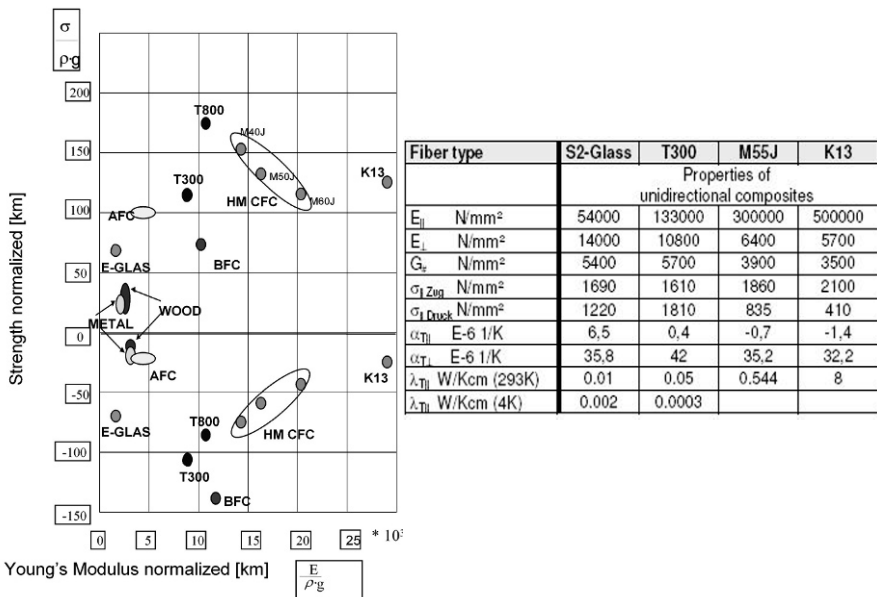 σ
ρ·g
Strength normalized [km]
200
150
100
50
0
-50
-100
-150
T800
M40J
T300
M50J
K13
HM CFC
M60J
AFC
BFC
E-GLAS
WOOD
METAL
AFC
K13
E-GLAS
T800
HM CFC
T300
BFC
0 5 10 15 20 25 * 10³
Young's Modulus normalized [km]
E
ρ·g
Fiber type S2-Glass T300 M55J K13
Properties of
unidirectional composites
E|| N/mm² 54000 133000 300000 500000
E⊥ N/mm² 14000 10800 6400 5700
G# N/mm² 5400 5700 3900 3500
σ|| Zug N/mm² 1690 1610 1860 2100
σ|| Druck N/mm² 1220 1810 835 410
αT|| E-6 1/K 6,5 0,4 -0,7 -1,4
αT⊥ E-6 1/K 35,8 42 35,2 32,2
λT|| W/Kcm (293K) 0.01 0.05 0.544 8
λT|| W/Kcm (4K) 0.002 0.0003